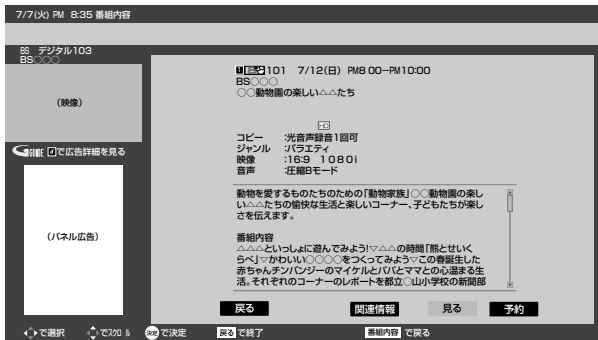 7/7(火) PM 8:35 番組内容
BS デジタル103
BS○○○
(映像)
GUIDE dで広告詳細を見る
(パネル広告)
101 7/12(日) PM8:00−PM10:00
BS○○○
○○動物園の楽しい△△たち
コピー :光音声録音1回可
ジャンル :バラエティ
映像 :16:9 1080i
音声 :圧縮Bモード
動物を愛するものたちのための「動物家族」○○動物園の楽し
い△△たちの愉快な生活と楽しいコーナー、子どもたちが楽し
さを伝えます。
番組内容
△△△といっしょに遊んでみよう!▽△△の時間「熊とせいく
らべ」▽かわいい○○○○をつくってみよう▽この春誕生した
赤ちゃんチンパンジーのマイケルとパパとママとの心温まる生
活。それぞれのコーナーのレポートを都立○山小学校の新聞部
戻る 関連情報 見る 予約
で選択 でスクロール 決定 で決定 戻る で終了 番組内容 で戻る